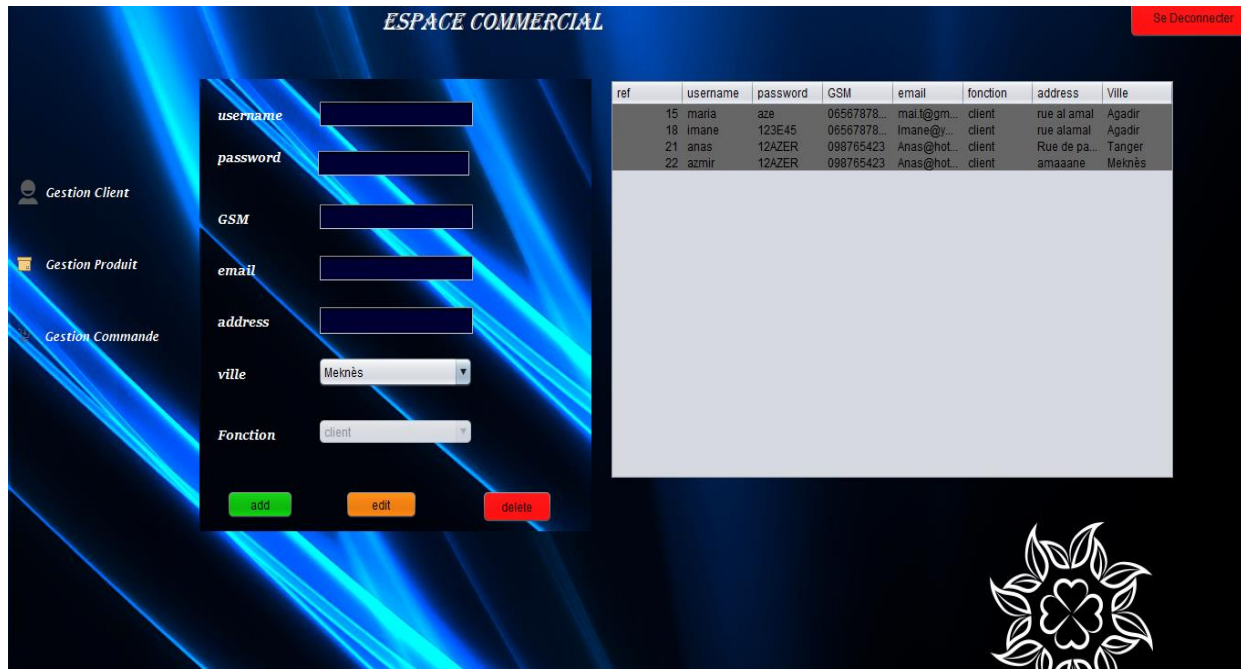 ESPACE COMMERCIAL
Se Deconnecter
Gestion Client
Gestion Produit
Gestion Commande
username
password
GSM
email
address
ville Meknès
Fonction client
add edit delete
ref username password GSM email fonction address Ville
15 maria aze 06567878... mai.t@gm... client rue al amal Agadir
18 imane 123E45 06567878... Imane@y... client rue alamal Agadir
21 anas 12AZER 098765423 Anas@hot... client Rue de pa... Tanger
22 azmir 12AZER 098765423 Anas@hot... client amaaane Meknès